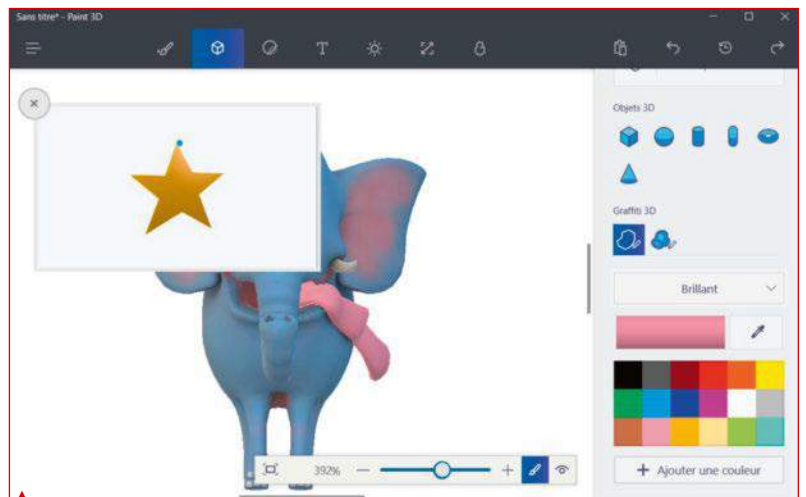 Sans titre* - Paint 3D
T
Objets 3D
Graffiti 3D
Brillant
392%
Ajouter une couleur